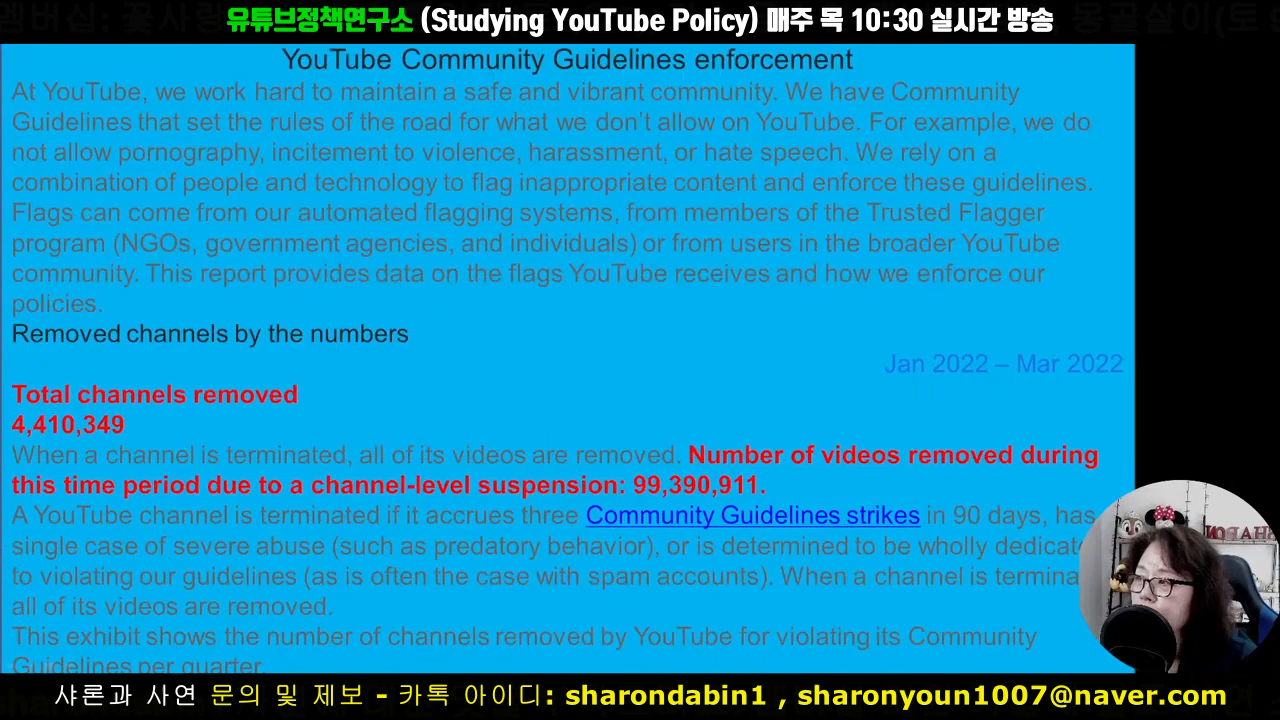 유튜브정책연구소 (Studying YouTube Policy) 매주 목 10:30 실시간 방송
YouTube Community Guidelines enforcement
At YouTube, we work hard to maintain a safe and vibrant community. We have Community
Guidelines that set the rules of the road for what we don’t allow on YouTube. For example, we do
not allow pornography, incitement to violence, harassment, or hate speech. We rely on a
combination of people and technology to flag inappropriate content and enforce these guidelines.
Flags can come from our automated flagging systems, from members of the Trusted Flagger
program (NGOs, government agencies, and individuals) or from users in the broader YouTube
community. This report provides data on the flags YouTube receives and how we enforce our
policies.
Removed channels by the numbers
Jan 2022 – Mar 2022
Total channels removed
4,410,349
When a channel is terminated, all of its videos are removed. Number of videos removed during
this time period due to a channel-level suspension: 99,390,911.
A YouTube channel is terminated if it accrues three Community Guidelines strikes in 90 days, has
single case of severe abuse (such as predatory behavior), or is determined to be wholly dedicat
to violating our guidelines (as is often the case with spam accounts). When a channel is termina
all of its videos are removed.
This exhibit shows the number of channels removed by YouTube for violating its Community
Guidelines per quarter.
샤론과 사연 문의 및 제보 - 카톡 아이디: sharondabin1 , sharonyoun1007@naver.com